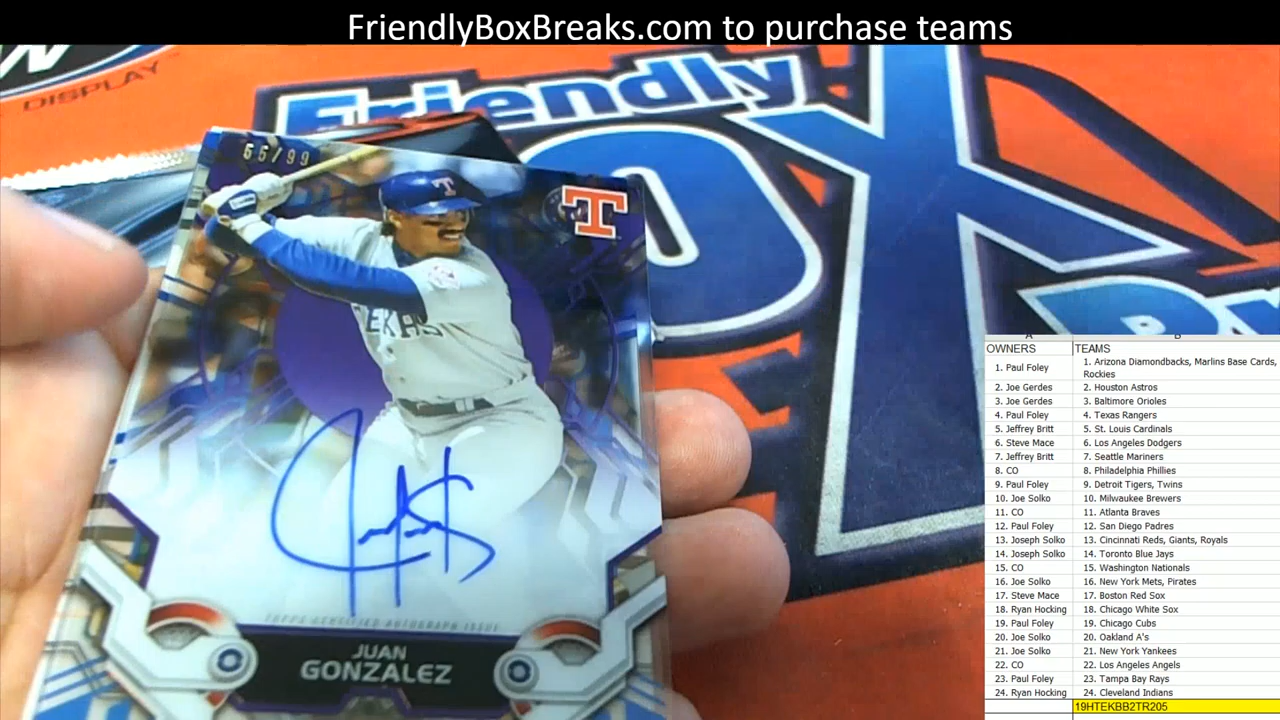 FriendlyBoxBreaks.com to purchase teams
DISPLAY
Friendly
BOX
66/99
T
T
TEXAS
TOPPS CERTIFIED AUTOGRAPH ISSUE
JUAN
GONZALEZ
A B
OWNERS TEAMS
1. Paul Foley 1. Arizona Diamondbacks, Marlins Base Cards, Rockies
2. Joe Gerdes 2. Houston Astros
3. Joe Gerdes 3. Baltimore Orioles
4. Paul Foley 4. Texas Rangers
5. Jeffrey Britt 5. St. Louis Cardinals
6. Steve Mace 6. Los Angeles Dodgers
7. Jeffrey Britt 7. Seattle Mariners
8. CO 8. Philadelphia Phillies
9. Paul Foley 9. Detroit Tigers, Twins
10. Joe Solko 10. Milwaukee Brewers
11. CO 11. Atlanta Braves
12. Paul Foley 12. San Diego Padres
13. Joseph Solko 13. Cincinnati Reds, Giants, Royals
14. Joseph Solko 14. Toronto Blue Jays
15. CO 15. Washington Nationals
16. Joe Solko 16. New York Mets, Pirates
17. Steve Mace 17. Boston Red Sox
18. Ryan Hocking 18. Chicago White Sox
19. Paul Foley 19. Chicago Cubs
20. Joe Solko 20. Oakland A's
21. Joe Solko 21. New York Yankees
22. CO 22. Los Angeles Angels
23. Paul Foley 23. Tampa Bay Rays
24. Ryan Hocking 24. Cleveland Indians
19HTEKBB2TR205